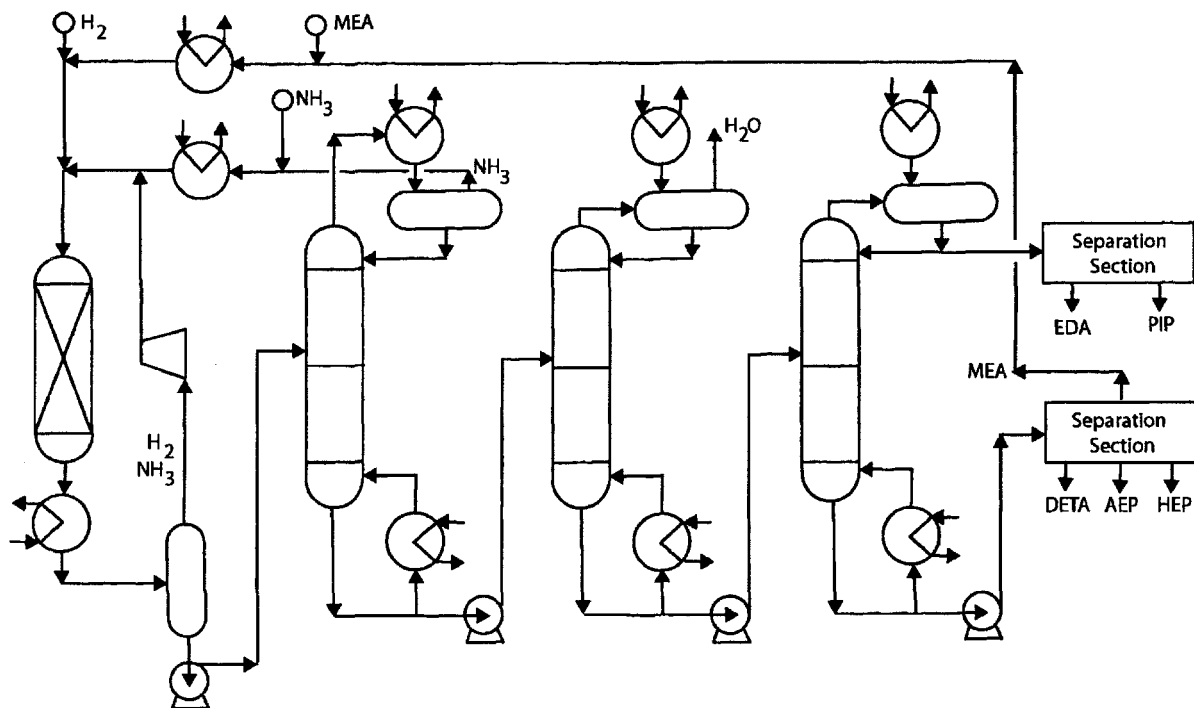 H2
MEA
NH3
NH3
H2O
Separation
Section
EDA
PIP
MEA
Separation
Section
H2
NH3
DETA
AEP
HEP